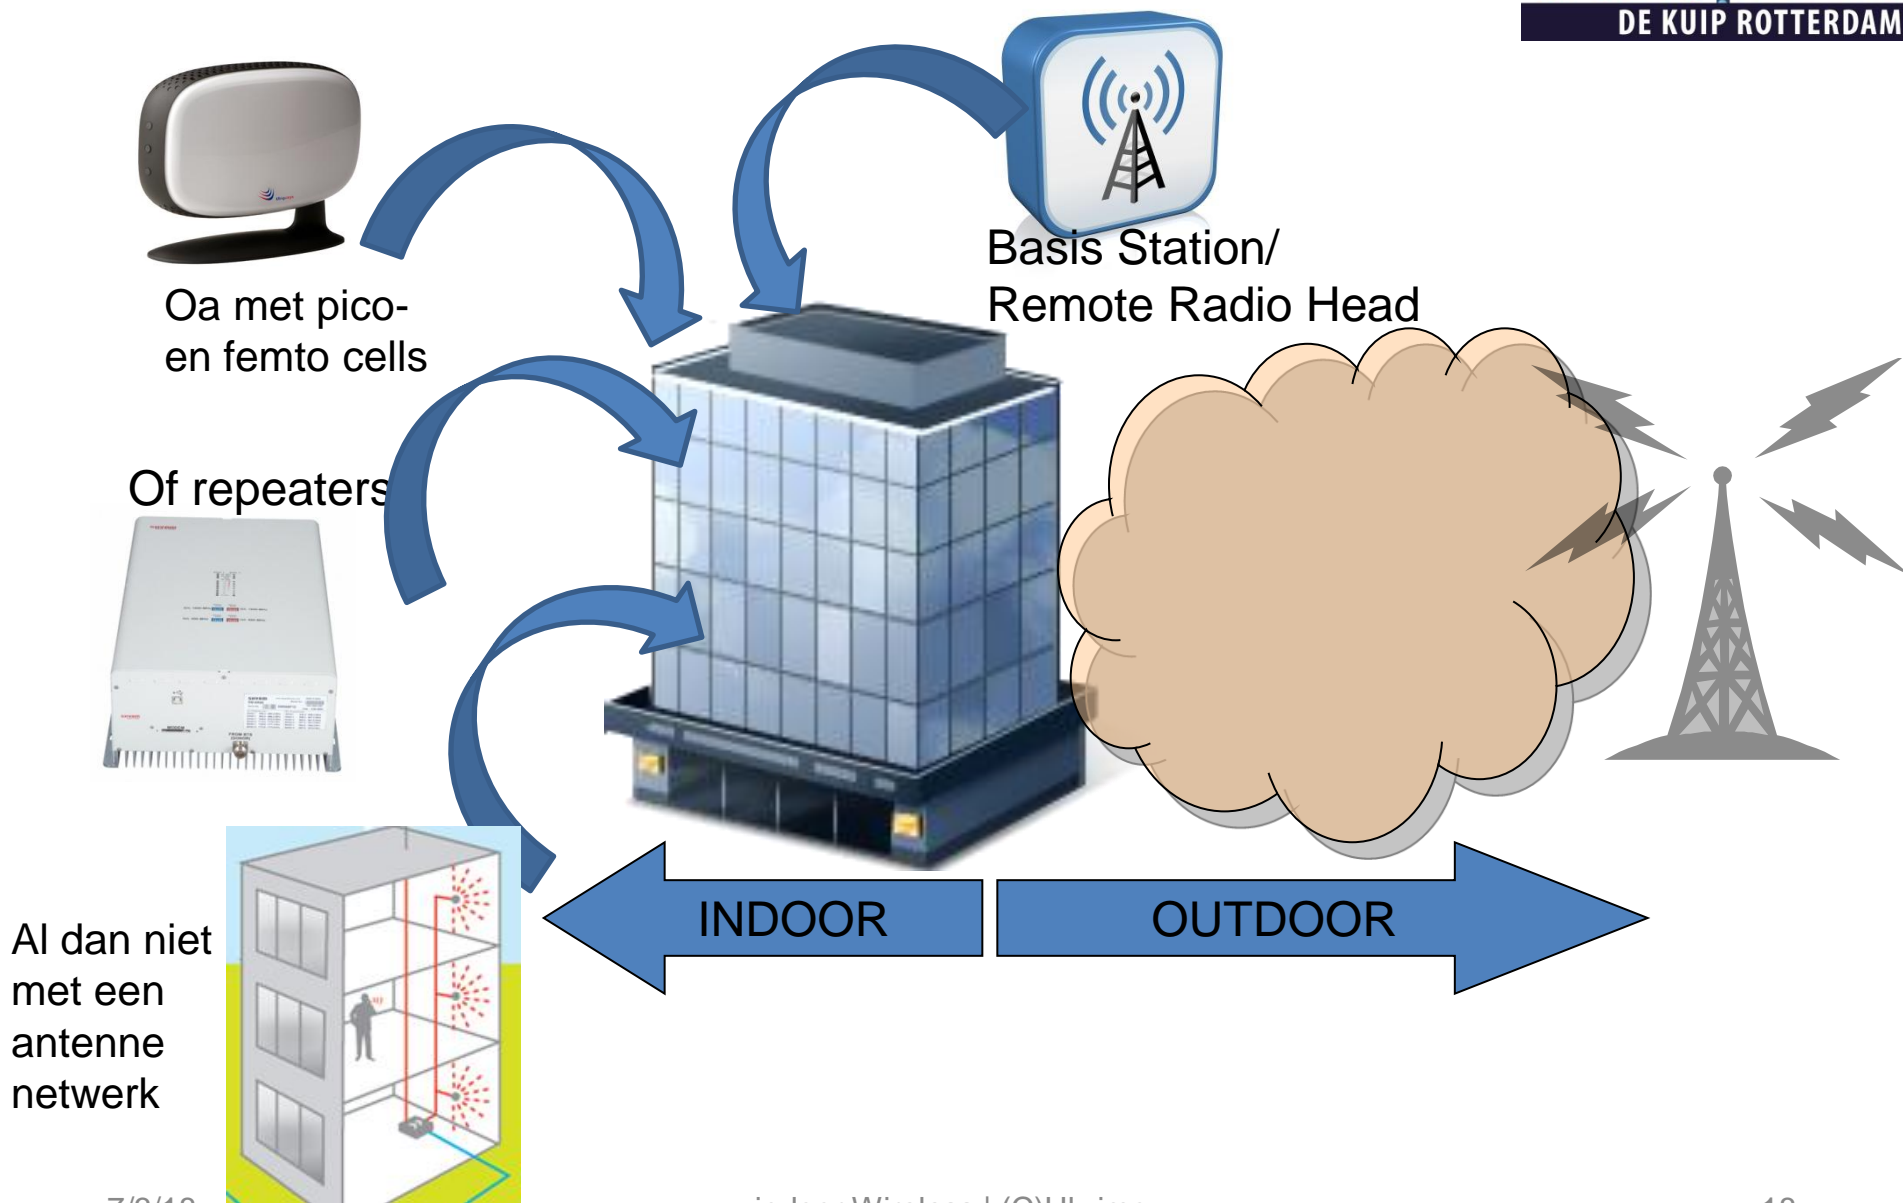 DE KUIP ROTTERDAM
Basis Station/
Remote Radio Head
Oa met pico-
en femto cells
Of repeaters
INDOOR
OUTDOOR
Al dan niet
met een
antenne
netwerk